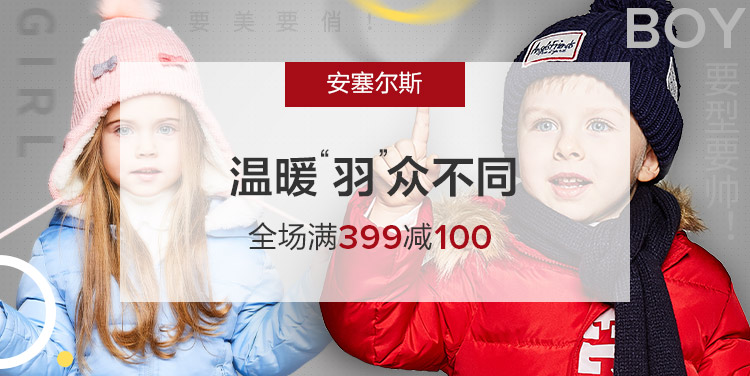 GIRL
要美要俏！
BOY
要型要帅！
HighFriends
安塞尔斯
温暖“羽”众不同
全场满399减100